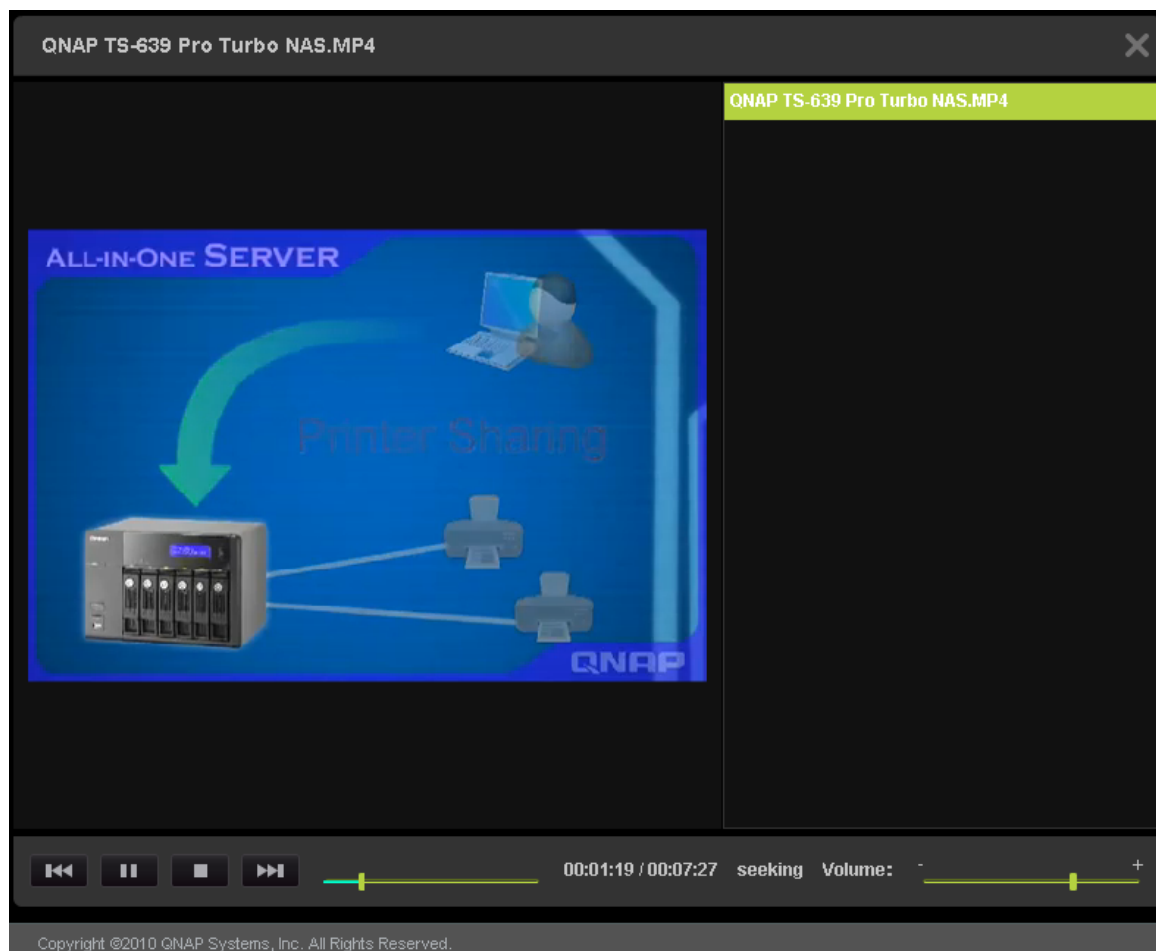 QNAP TS-639 Pro Turbo NAS.MP4
QNAP TS-639 Pro Turbo NAS.MP4
ALL-IN-ONE SERVER
Printer Sharing
QNAP
00:01:19 / 00:07:27 seeking Volume: - +
Copyright ©2010 QNAP Systems, Inc. All Rights Reserved.